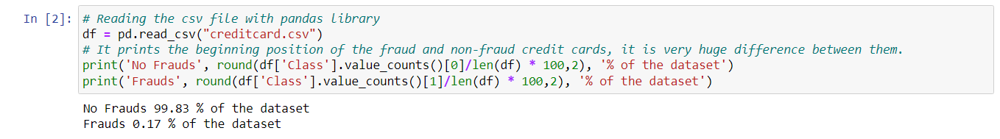 In [2]: # Reading the csv file with pandas library
df = pd.read_csv("creditcard.csv")
# It prints the beginning position of the fraud and non-fraud credit cards, it is very huge difference between them.
print('No Frauds', round(df['Class'].value_counts()[0]/len(df) * 100,2), '% of the dataset')
print('Frauds', round(df['Class'].value_counts()[1]/len(df) * 100,2), '% of the dataset')
No Frauds 99.83 % of the dataset
Frauds 0.17 % of the dataset